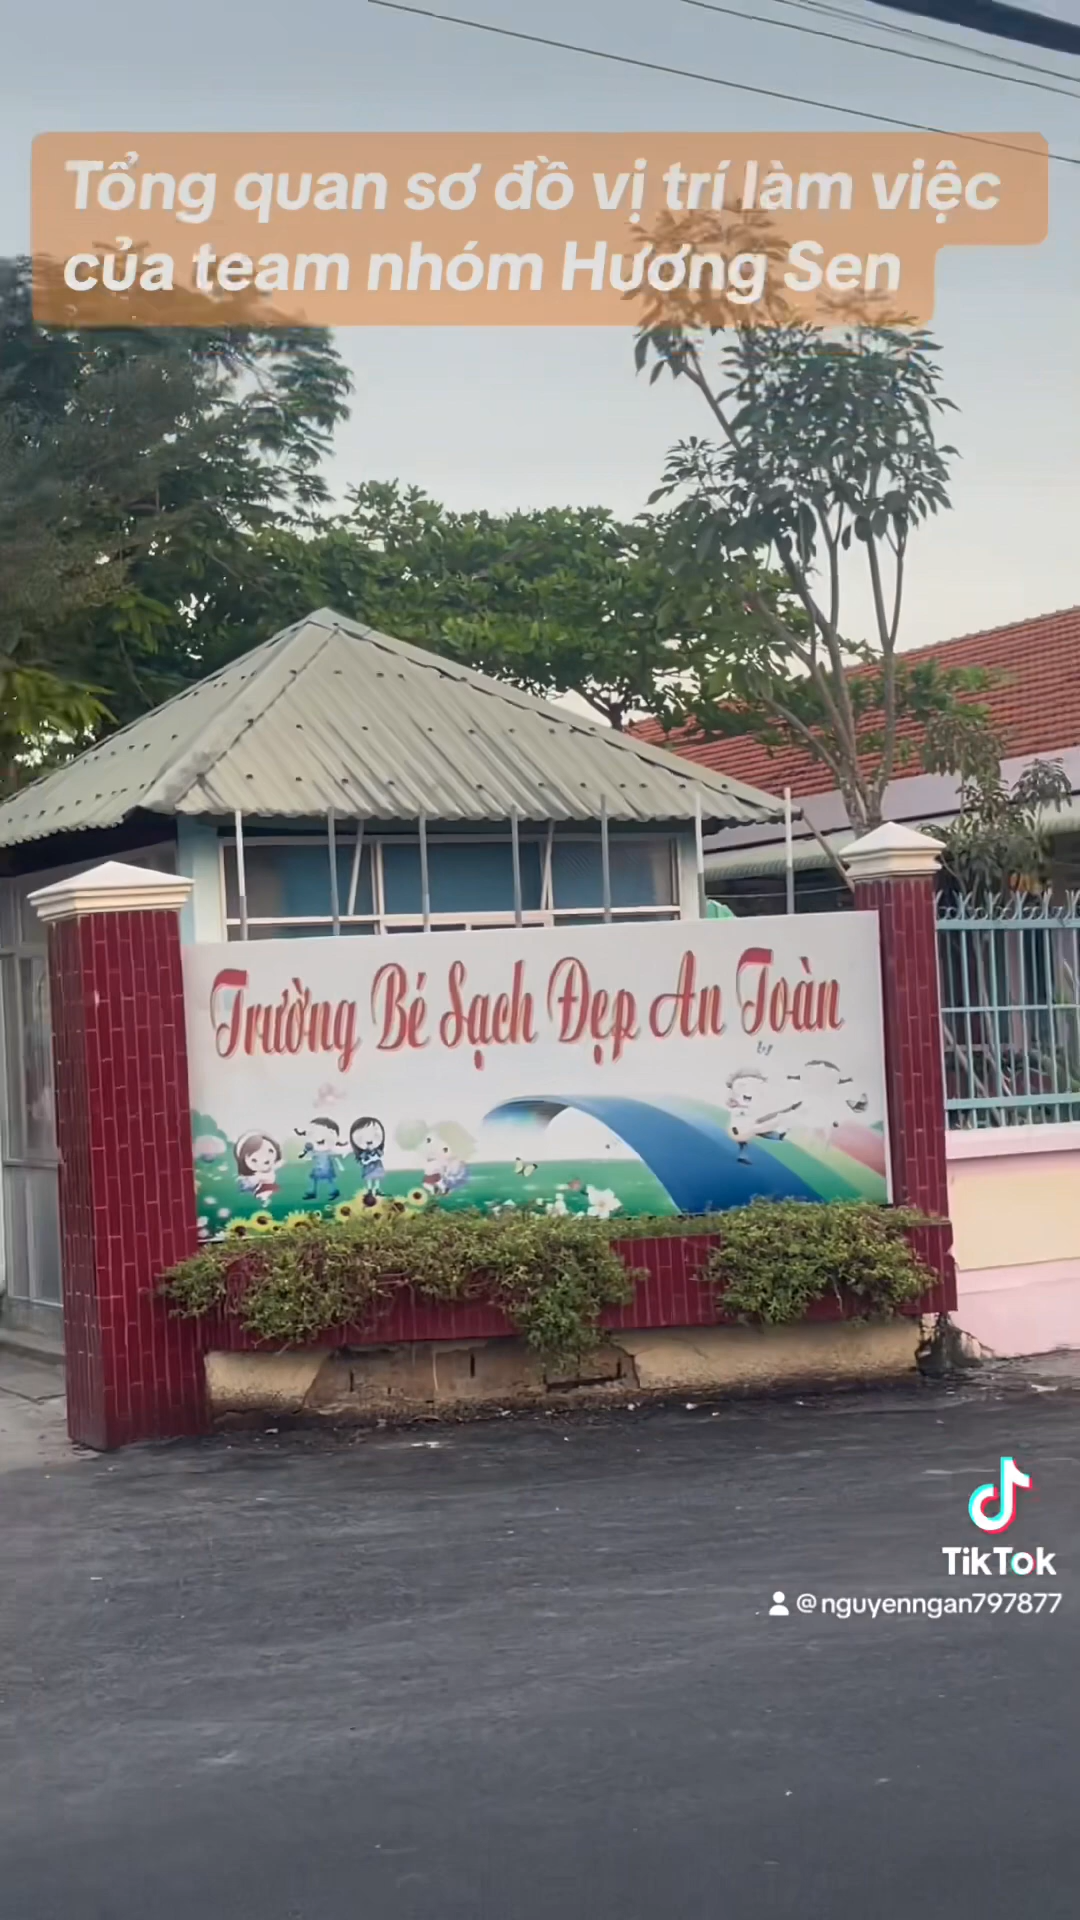 Tổng quan sơ đồ vị trí làm việc
của team nhóm Hương Sen
Trường Bé Sạch Đẹp An Toàn
TikTok
@nguyenngan797877